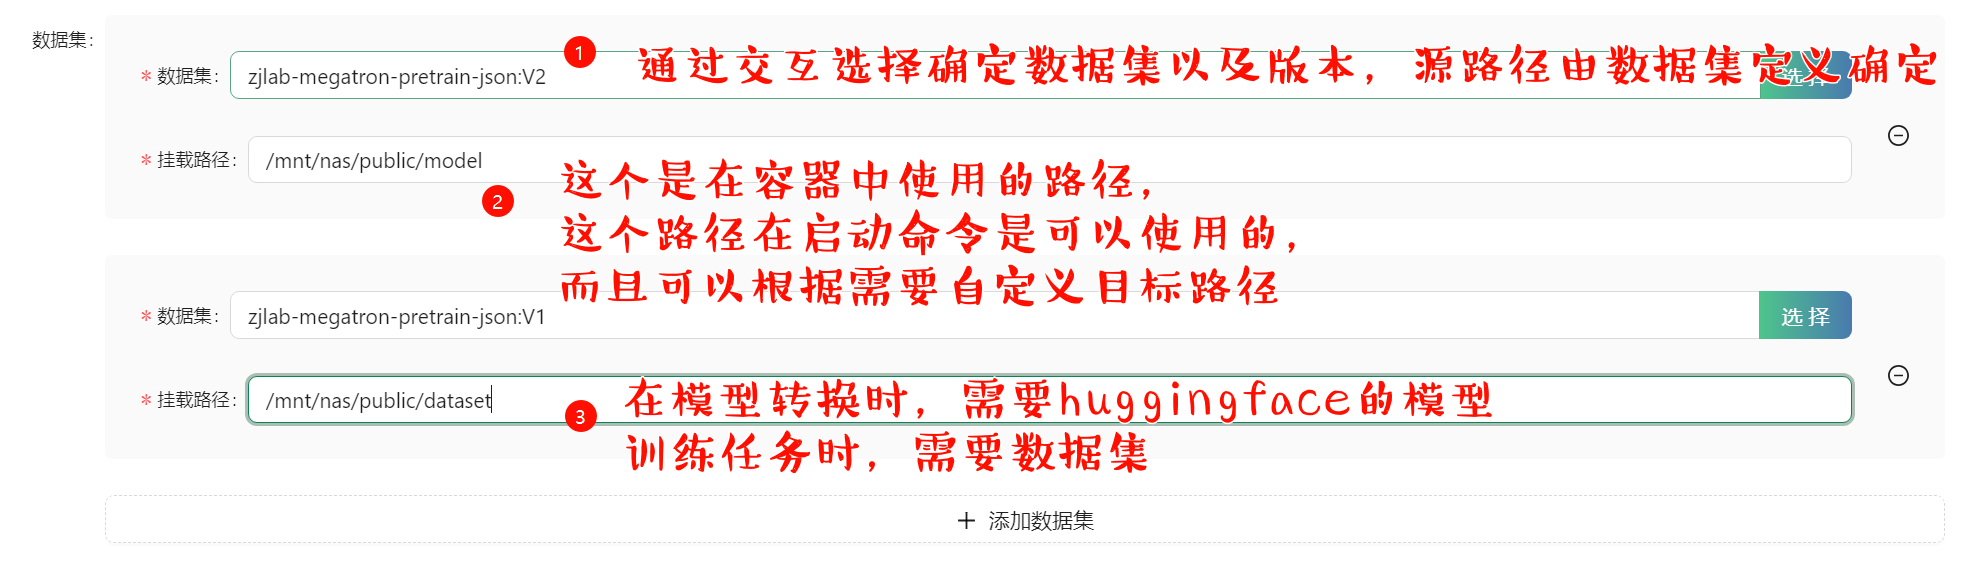 数据集:
* 数据集: zjlab-megatron-pretrain-json:V2
1 通过交互选择确定数据集以及版本，源路径由数据集定义确定
选 择
* 挂载路径: /mnt/nas/public/model
2 这个是在容器中使用的路径，
这个路径在启动命令是可以使用的，
而且可以根据需要自定义目标路径
* 数据集: zjlab-megatron-pretrain-json:V1
选 择
* 挂载路径: /mnt/nas/public/dataset
3 在模型转换时，需要huggingface的模型
训练任务时，需要数据集
+ 添加数据集